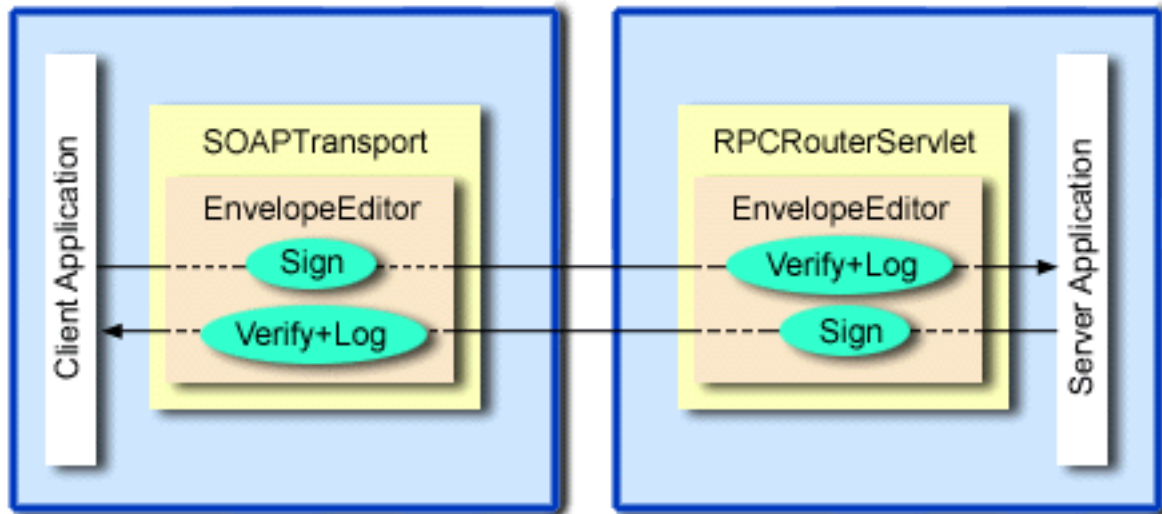 Client Application
SOAPTransport
EnvelopeEditor
Sign
Verify+Log
RPCRouterServlet
EnvelopeEditor
Verify+Log
Sign
Server Application